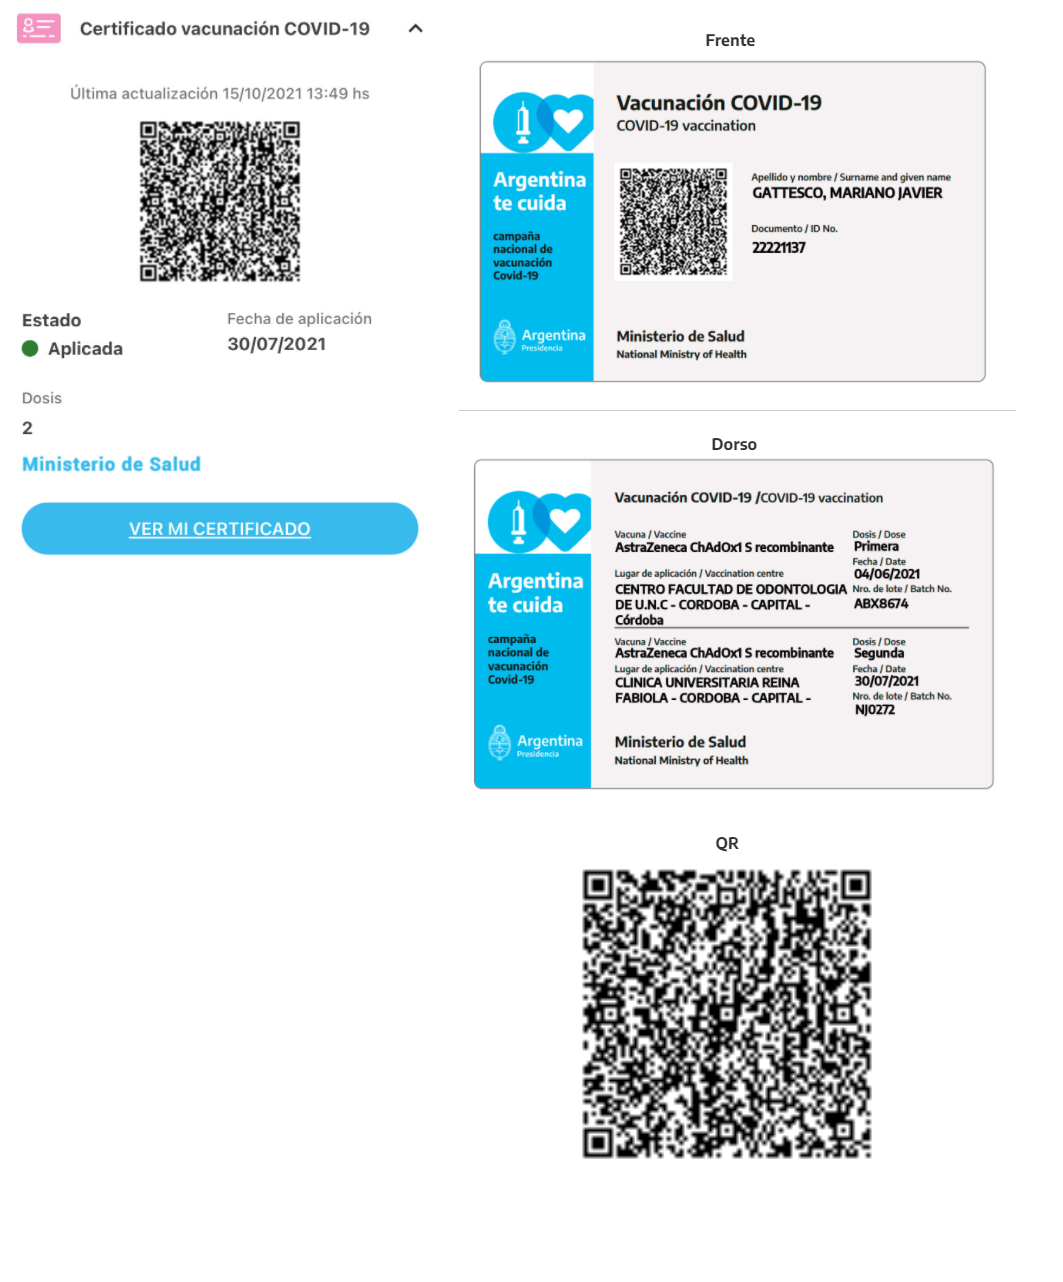 Certificado vacunación COVID-19
Última actualización 15/10/2021 13:49 hs
Estado
Aplicada
Fecha de aplicación
30/07/2021
Dosis
2
Ministerio de Salud
VER MI CERTIFICADO
Frente
Argentina
te cuida
campaña
nacional de
vacunación
Covid-19
Argentina
Presidencia
Vacunación COVID-19
COVID-19 vaccination
Apellido y nombre / Surname and given name
GATTESCO, MARIANO JAVIER
Documento / ID No.
22221137
Ministerio de Salud
National Ministry of Health
Dorso
Argentina
te cuida
campaña
nacional de
vacunación
Covid-19
Argentina
Presidencia
Vacunación COVID-19 /COVID-19 vaccination
Vacuna / Vaccine
AstraZeneca ChAdOx1 S recombinante
Lugar de aplicación / Vaccination centre
CENTRO FACULTAD DE ODONTOLOGIA
DE U.N.C - CORDOBA - CAPITAL -
Córdoba
Dosis / Dose
Primera
Fecha / Date
04/06/2021
Nro. de lote / Batch No.
ABX8674
Vacuna / Vaccine
AstraZeneca ChAdOx1 S recombinante
Lugar de aplicación / Vaccination centre
CLINICA UNIVERSITARIA REINA
FABIOLA - CORDOBA - CAPITAL -
Dosis / Dose
Segunda
Fecha / Date
30/07/2021
Nro. de lote / Batch No.
NJ0272
Ministerio de Salud
National Ministry of Health
QR